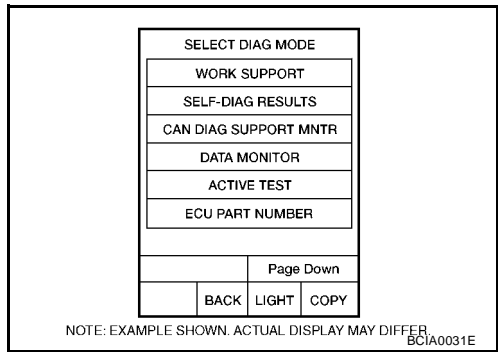 SELECT DIAG MODE
WORK SUPPORT
SELF-DIAG RESULTS
CAN DIAG SUPPORT MNTR
DATA MONITOR
ACTIVE TEST
ECU PART NUMBER
Page Down
BACK LIGHT COPY
NOTE: EXAMPLE SHOWN. ACTUAL DISPLAY MAY DIFFER.
BCIA0031E